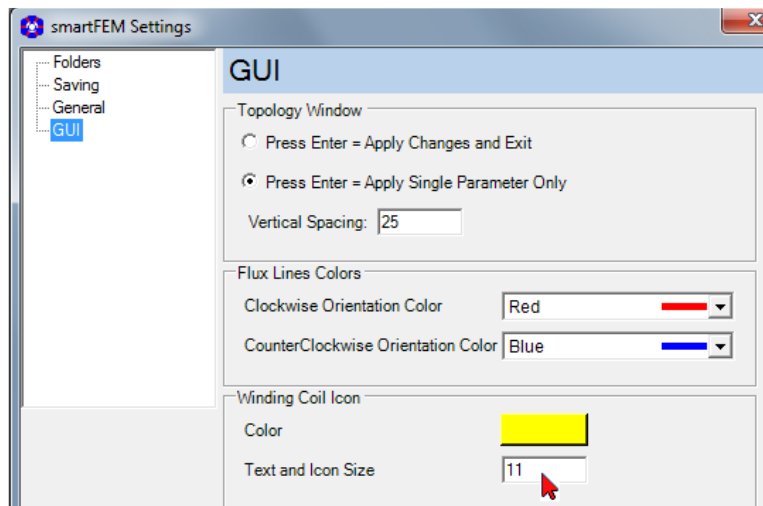 smartFEM Settings
X
Folders
Saving
General
GUI
GUI
Topology Window
Press Enter = Apply Changes and Exit
Press Enter = Apply Single Parameter Only
Vertical Spacing: 25
Flux Lines Colors
Clockwise Orientation Color Red
CounterClockwise Orientation Color Blue
Winding Coil Icon
Color
Text and Icon Size 11